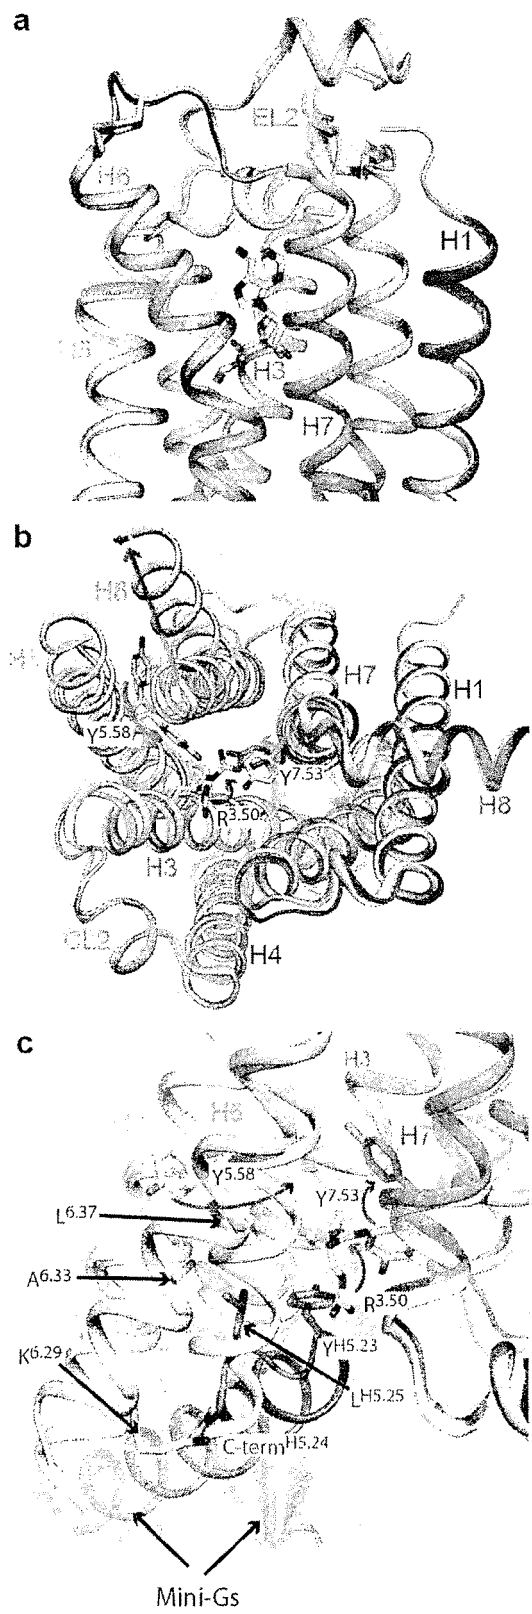 a
EL2
H6
H1
H3
H7
b
H6
H7
H1
Y5.58
Y7.53
H8
R3.50
H3
CL2
H4
c
H3
H6
H7
Y5.58
Y7.53
L6.37
A6.33
R3.50
YH5.23
K6.29
LH5.25
C-termH5.24
Mini-Gs